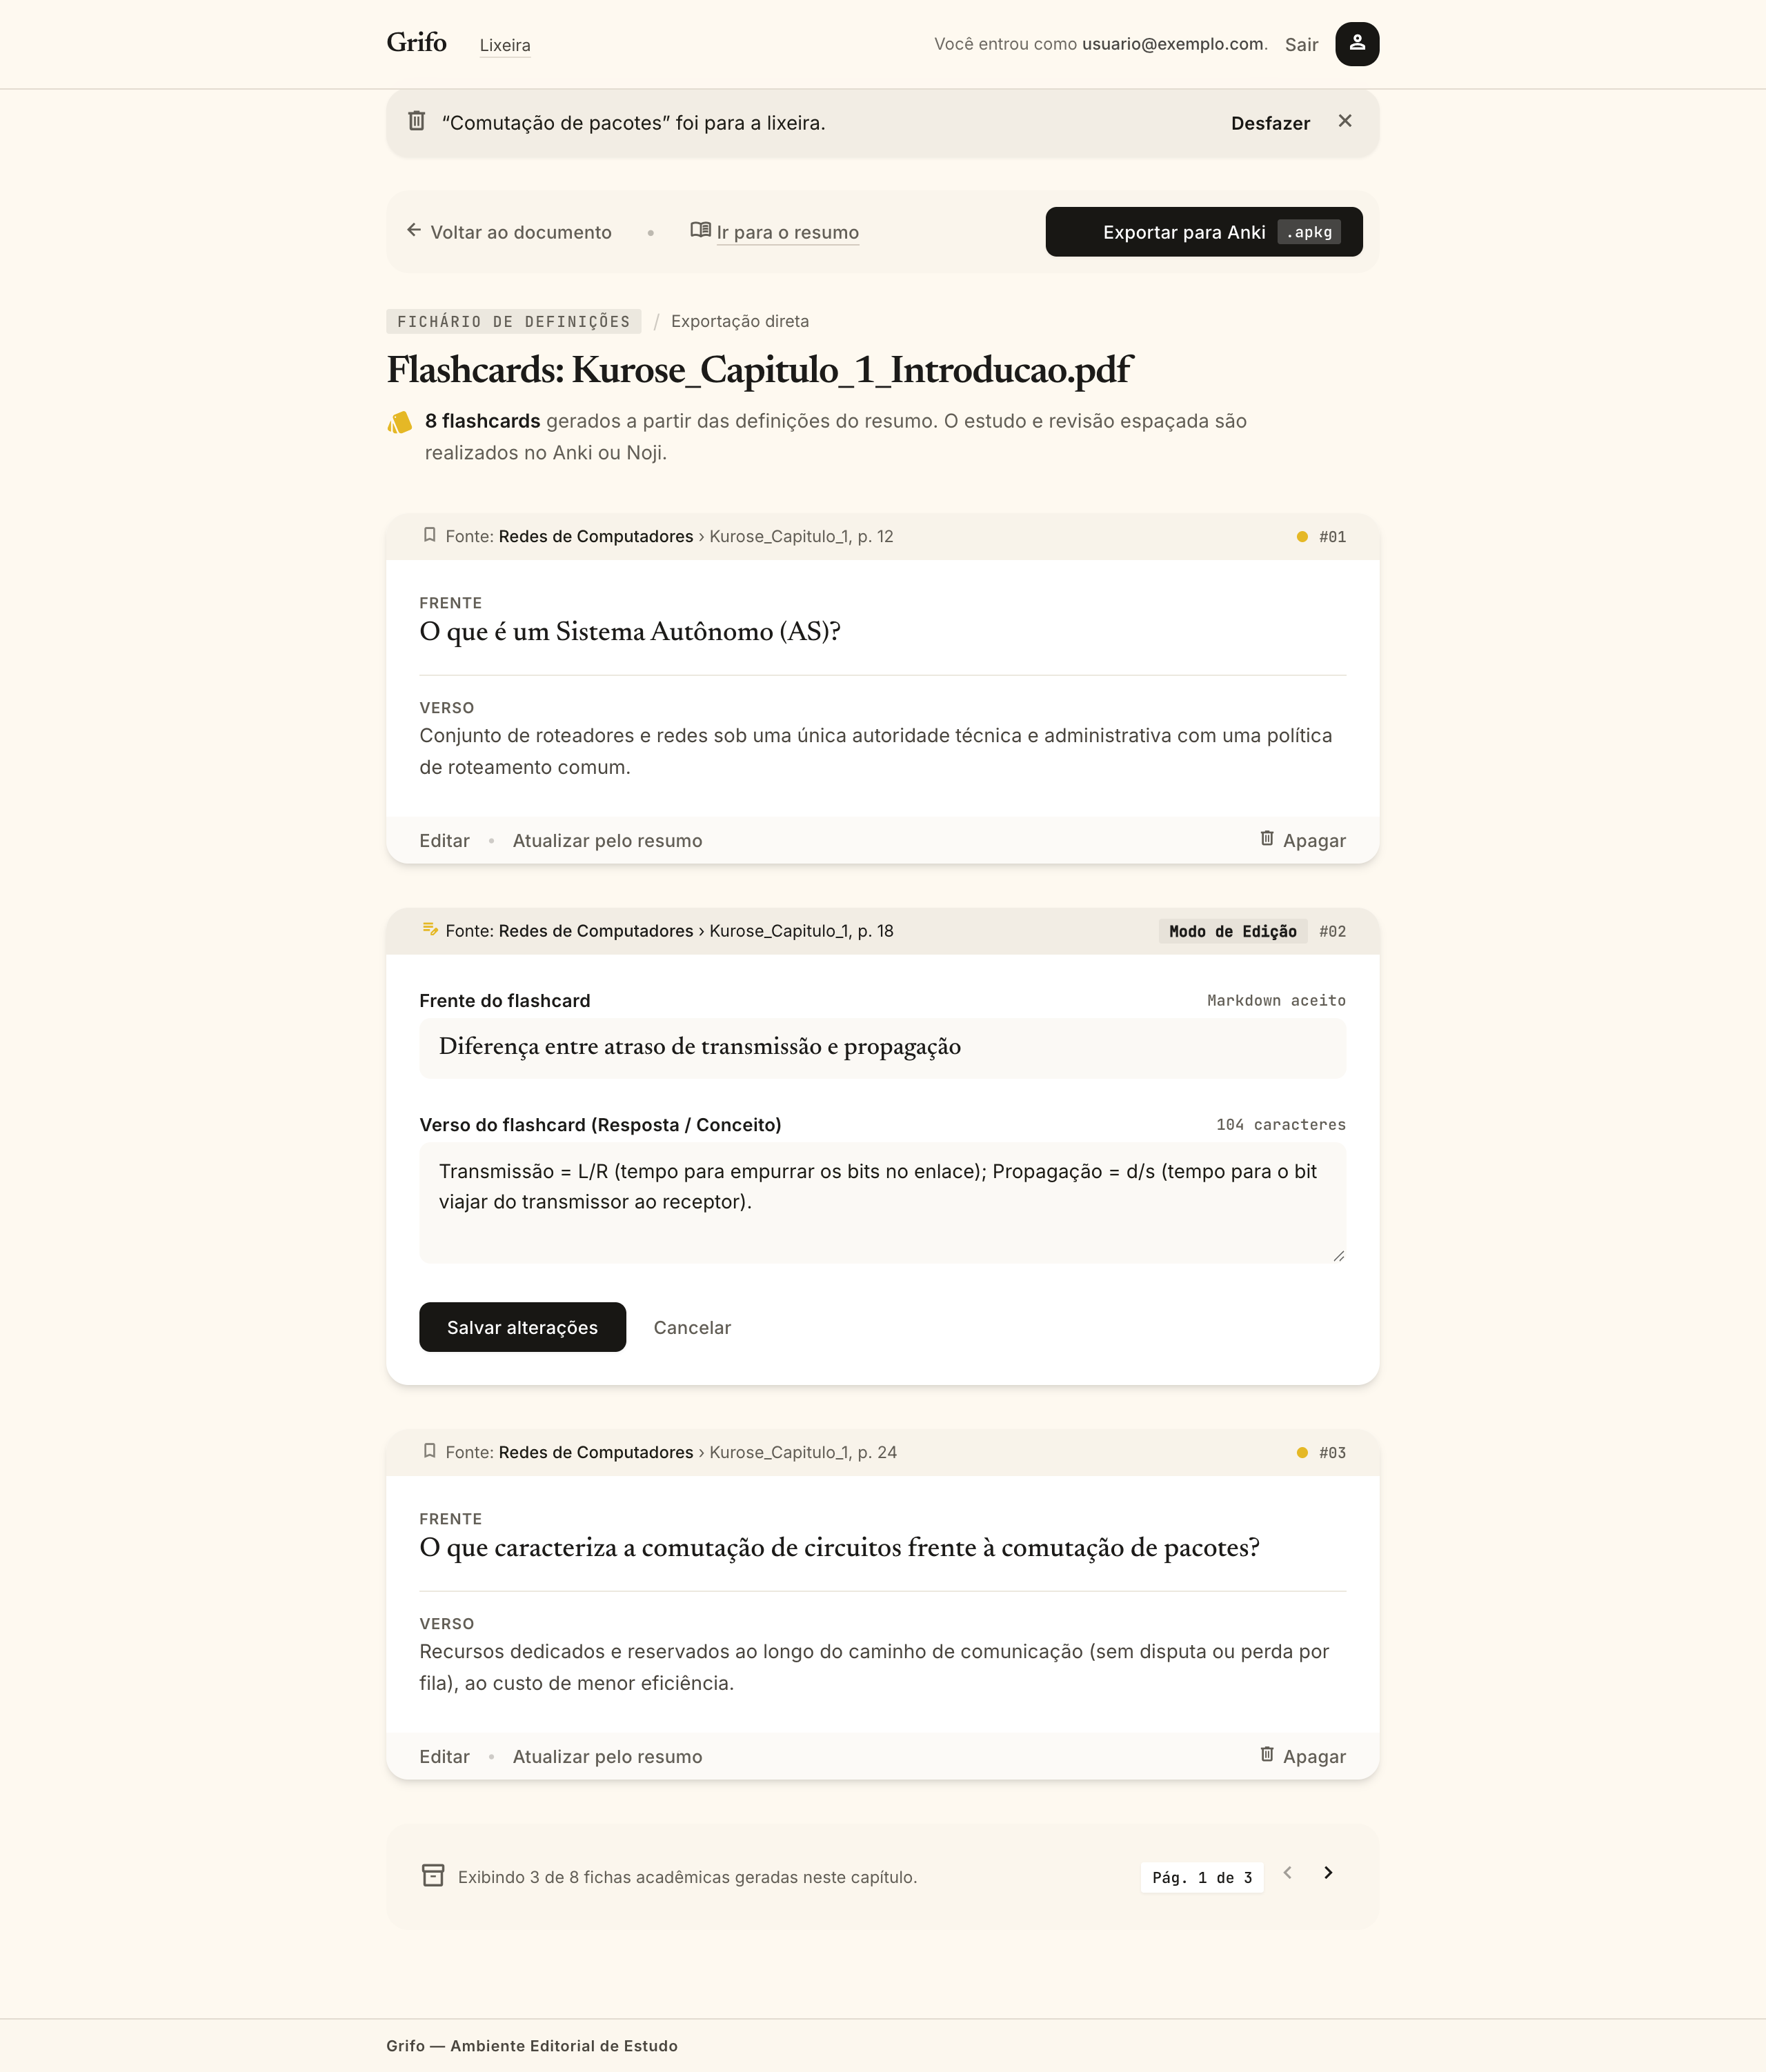 Grifo
Lixeira
Você entrou como usuario@exemplo.com.
Sair
“Comutação de pacotes” foi para a lixeira.
Desfazer
Voltar ao documento
Ir para o resumo
Exportar para Anki .apkg
FICHÁRIO DE DEFINIÇÕES / Exportação direta
Flashcards: Kurose_Capitulo_1_Introducao.pdf
8 flashcards gerados a partir das definições do resumo. O estudo e revisão espaçada são
realizados no Anki ou Noji.
Fonte: Redes de Computadores › Kurose_Capitulo_1, p. 12
#01
FRENTE
O que é um Sistema Autônomo (AS)?
VERSO
Conjunto de roteadores e redes sob uma única autoridade técnica e administrativa com uma política
de roteamento comum.
Editar • Atualizar pelo resumo
Apagar
Fonte: Redes de Computadores › Kurose_Capitulo_1, p. 18
Modo de Edição #02
Frente do flashcard
Markdown aceito
Diferença entre atraso de transmissão e propagação
Verso do flashcard (Resposta / Conceito)
104 caracteres
Transmissão = L/R (tempo para empurrar os bits no enlace); Propagação = d/s (tempo para o bit
viajar do transmissor ao receptor).
Salvar alterações
Cancelar
Fonte: Redes de Computadores › Kurose_Capitulo_1, p. 24
#03
FRENTE
O que caracteriza a comutação de circuitos frente à comutação de pacotes?
VERSO
Recursos dedicados e reservados ao longo do caminho de comunicação (sem disputa ou perda por
fila), ao custo de menor eficiência.
Editar • Atualizar pelo resumo
Apagar
Exibindo 3 de 8 fichas acadêmicas geradas neste capítulo.
Pág. 1 de 3
Grifo — Ambiente Editorial de Estudo